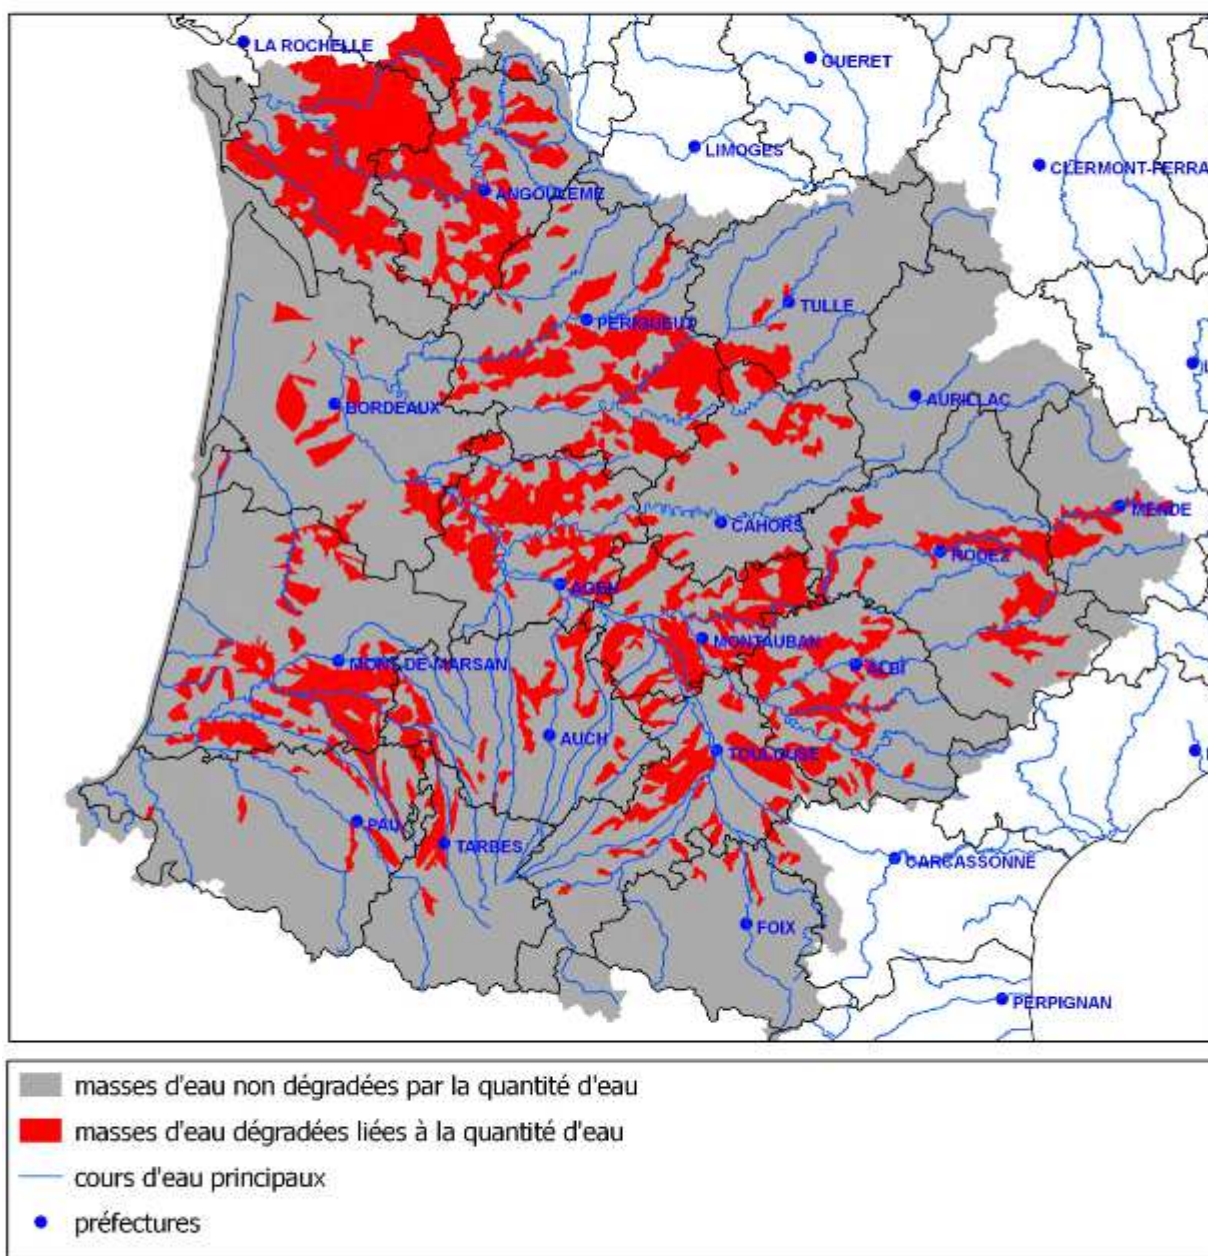 LA ROCHELLE
GUERET
LIMOGES
CLERMONT-FERRA
ANGOULEME
TULLE
PERIGUEUX
AURILLAC
BORDEAUX
MENDE
CAHORS
RODEZ
AGEN
MONTAUBAN
MONT-DE-MARSAN
ALBI
AUCH
TOULOUSE
PAU
TARBES
CARCASSONNE
FOIX
PERPIGNAN
masses d'eau non dégradées par la quantité d'eau
masses d'eau dégradées liées à la quantité d'eau
cours d'eau principaux
préfectures